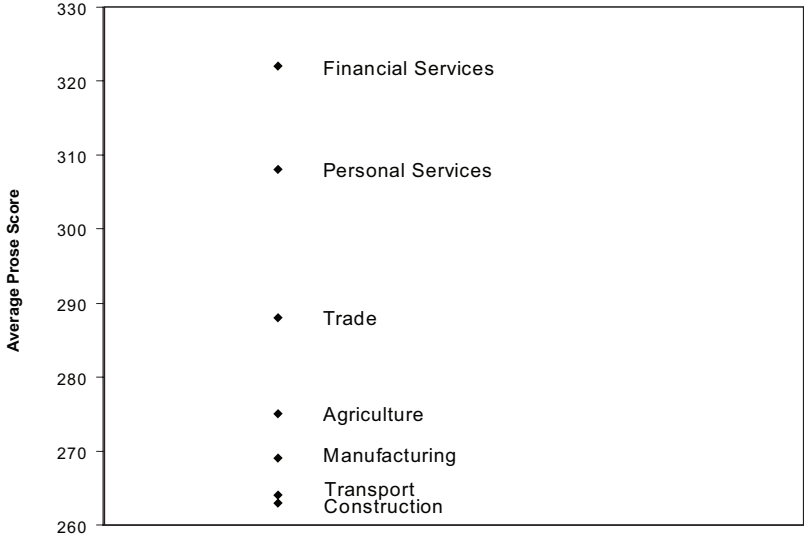 330
320
310
300
290
280
270
260
Average Prose Score
Financial Services
Personal Services
Trade
Agriculture
Manufacturing
Transport
Construction